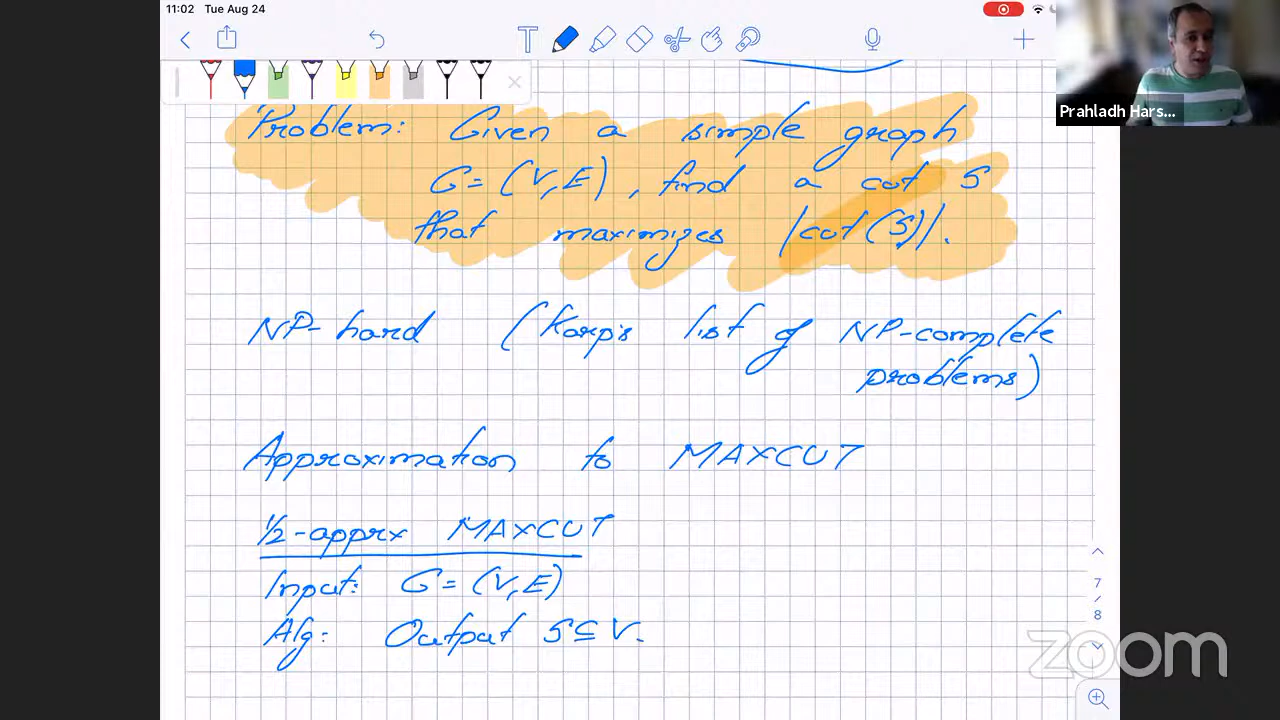 11:02 Tue Aug 24
Prahladh Hars...
Problem: Given a simple graph
G = (V,E), find a cut S
that maximizes |cut(S)|.
NP-hard (Karp's list of NP-complete
problems)
Approximation to MAXCUT
1/2-apprx MAXCUT
Input: G = (V,E)
Alg: Output S⊆V.
7
/
8
zoom